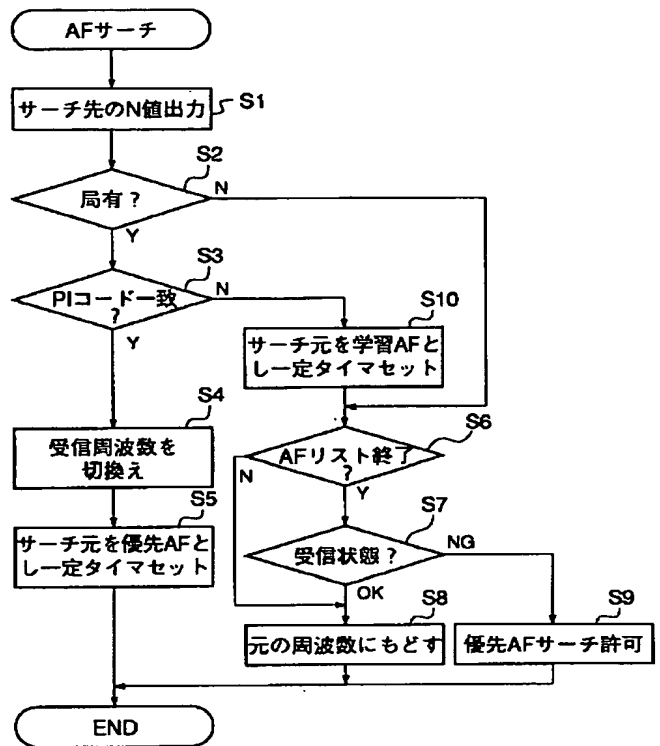 AFサーチ
サーチ先のN値出力
S1
S2
局有？
N
Y
S3
PIコード一致
？
N
Y
S10
サーチ元を学習AFと
し一定タイマセット
S4
受信周波数を
切換え
S6
AFリスト終了
？
N
Y
S5
サーチ元を優先AFと
し一定タイマセット
S7
受信状態？
NG
OK
S8
元の周波数にもどす
S9
優先AFサーチ許可
END